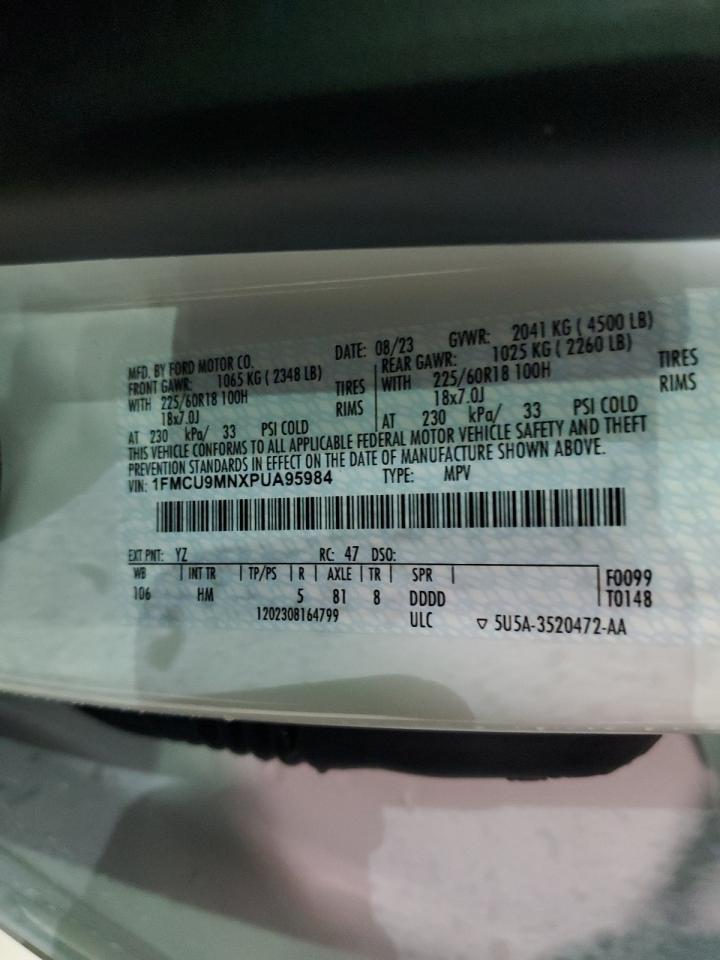 MFD. BY FORD MOTOR CO. DATE: 08/23 GVWR: 2041 KG ( 4500 LB)
FRONT GAWR: 1065 KG ( 2348 LB) REAR GAWR: 1025 KG ( 2260 LB)
WITH 225/60R18 100H TIRES WITH 225/60R18 100H TIRES
18x7.0J RIMS 18x7.0J RIMS
AT 230 kPa/ 33 PSI COLD AT 230 kPa/ 33 PSI COLD
THIS VEHICLE CONFORMS TO ALL APPLICABLE FEDERAL MOTOR VEHICLE SAFETY AND THEFT
PREVENTION STANDARDS IN EFFECT ON THE DATE OF MANUFACTURE SHOWN ABOVE.
VIN: 1FMCU9MNXPUA95984 TYPE: MPV
EXT PNT: YZ RC: 47 DSO:
WB INT TR TP/PS R AXLE TR SPR F0099
106 HM 5 81 8 DDDD T0148
1202308164799 ULC ▽ 5U5A-3520472-AA